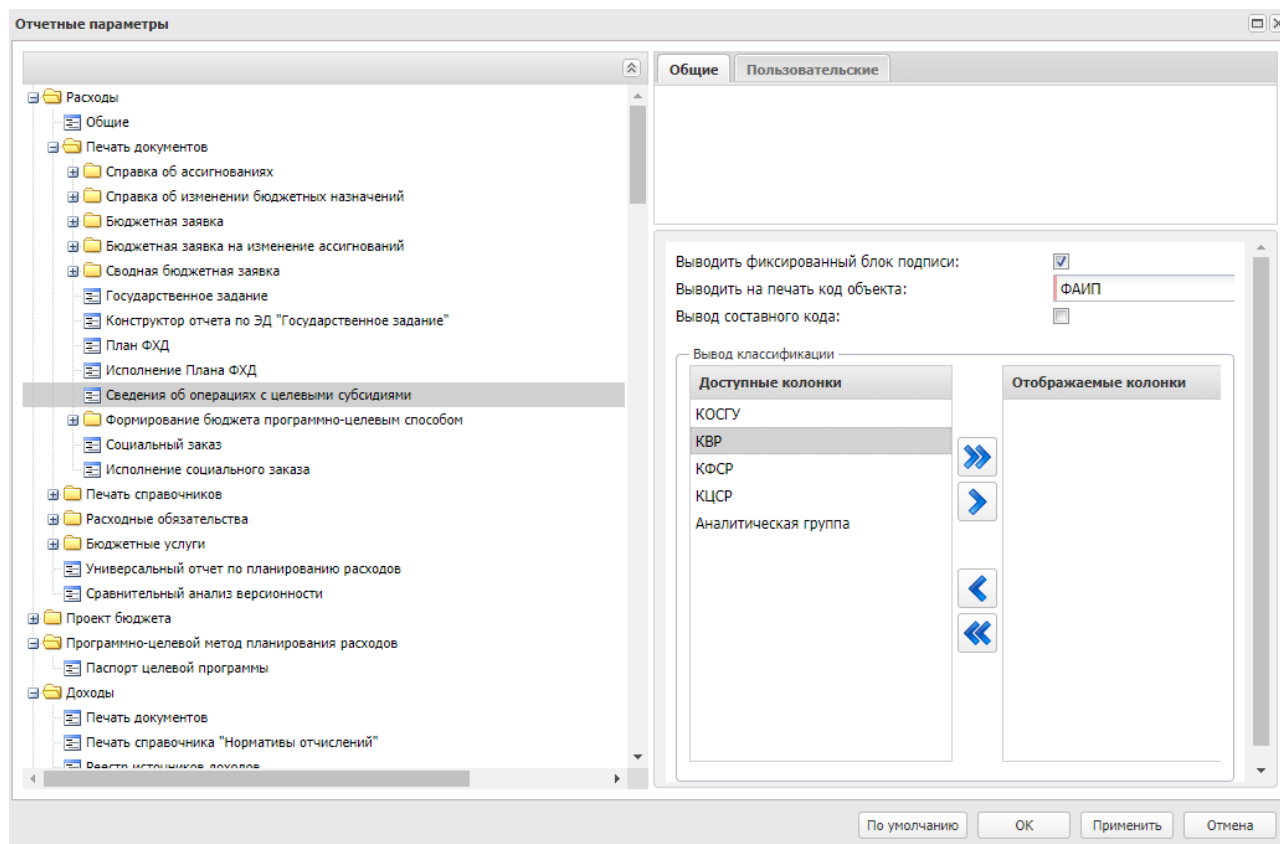 Отчетные параметры
Расходы
Общие
Печать документов
Справка об ассигнованиях
Справка об изменении бюджетных назначений
Бюджетная заявка
Бюджетная заявка на изменение ассигнований
Сводная бюджетная заявка
Государственное задание
Конструктор отчета по ЭД "Государственное задание"
План ФХД
Исполнение Плана ФХД
Сведения об операциях с целевыми субсидиями
Формирование бюджета программно-целевым способом
Социальный заказ
Исполнение социального заказа
Печать справочников
Расходные обязательства
Бюджетные услуги
Универсальный отчет по планированию расходов
Сравнительный анализ версионности
Проект бюджета
Программно-целевой метод планирования расходов
Паспорт целевой программы
Доходы
Печать документов
Печать справочника "Нормативы отчислений"
Реестр источников доходов
Общие Пользовательские
Выводить фиксированный блок подписи:
Выводить на печать код объекта: ФАИП
Вывод составного кода:
Вывод классификации
Доступные колонки Отображаемые колонки
КОСГУ
КВР
КФСР
КЦСР
Аналитическая группа
По умолчанию ОК Применить Отмена